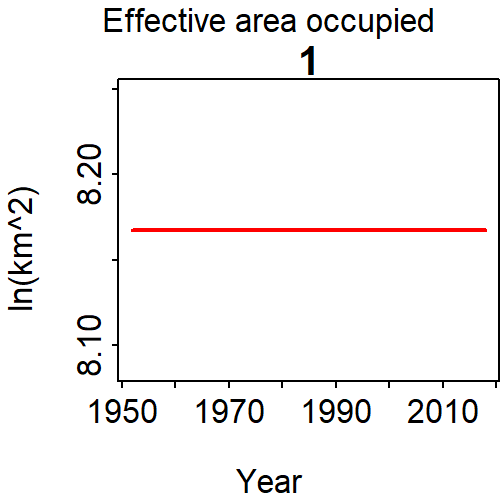 Effective area occupied
1
ln(km^2)
8.20
8.10
1950 1970 1990 2010
Year